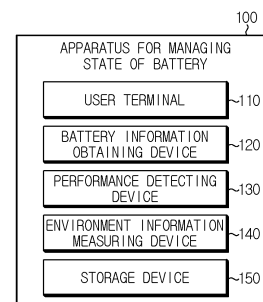 100
APPARATUS FOR MANAGING
STATE OF BATTERY
USER TERMINAL
110
BATTERY INFORMATION
OBTAINING DEVICE
120
PERFORMANCE DETECTING
DEVICE
130
ENVIRONMENT INFORMATION
MEASURING DEVICE
140
STORAGE DEVICE
150